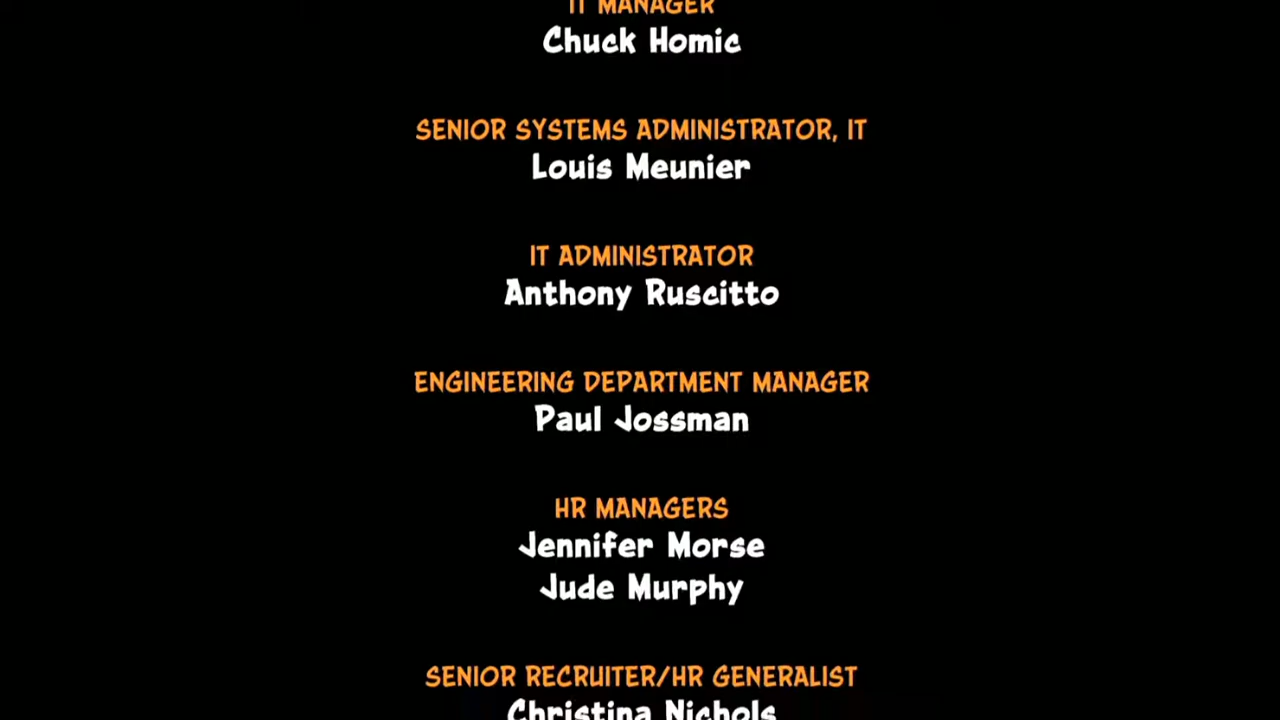 IT MANAGER
Chuck Homic
SENIOR SYSTEMS ADMINISTRATOR, IT
Louis Meunier
IT ADMINISTRATOR
Anthony Ruscitto
ENGINEERING DEPARTMENT MANAGER
Paul Jossman
HR MANAGERS
Jennifer Morse
Jude Murphy
SENIOR RECRUITER/HR GENERALIST
Christina Nichols